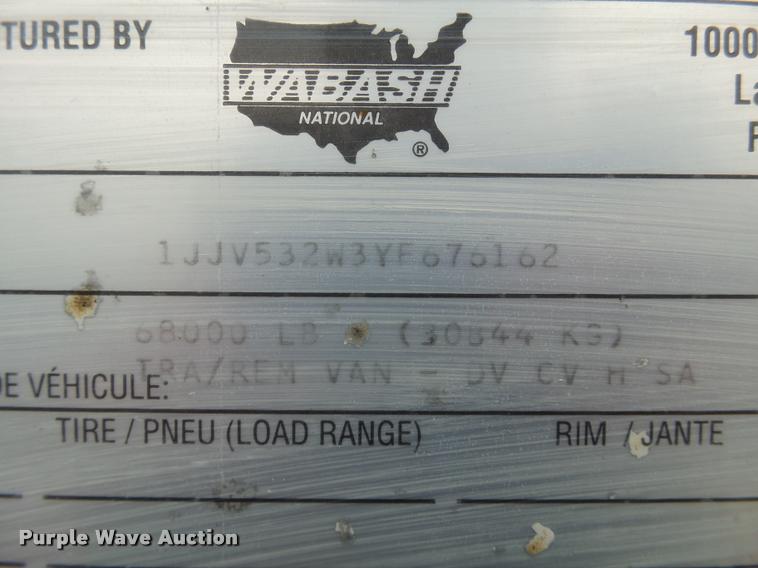 TURED BY
1000
WABASH
La
NATIONAL
®
1JJV532W3YF676162
68000 LB (30844 KG)
DE VÉHICULE: TRA/REM VAN - DV CV H SA
TIRE / PNEU (LOAD RANGE) RIM / JANTE
Purple Wave Auction